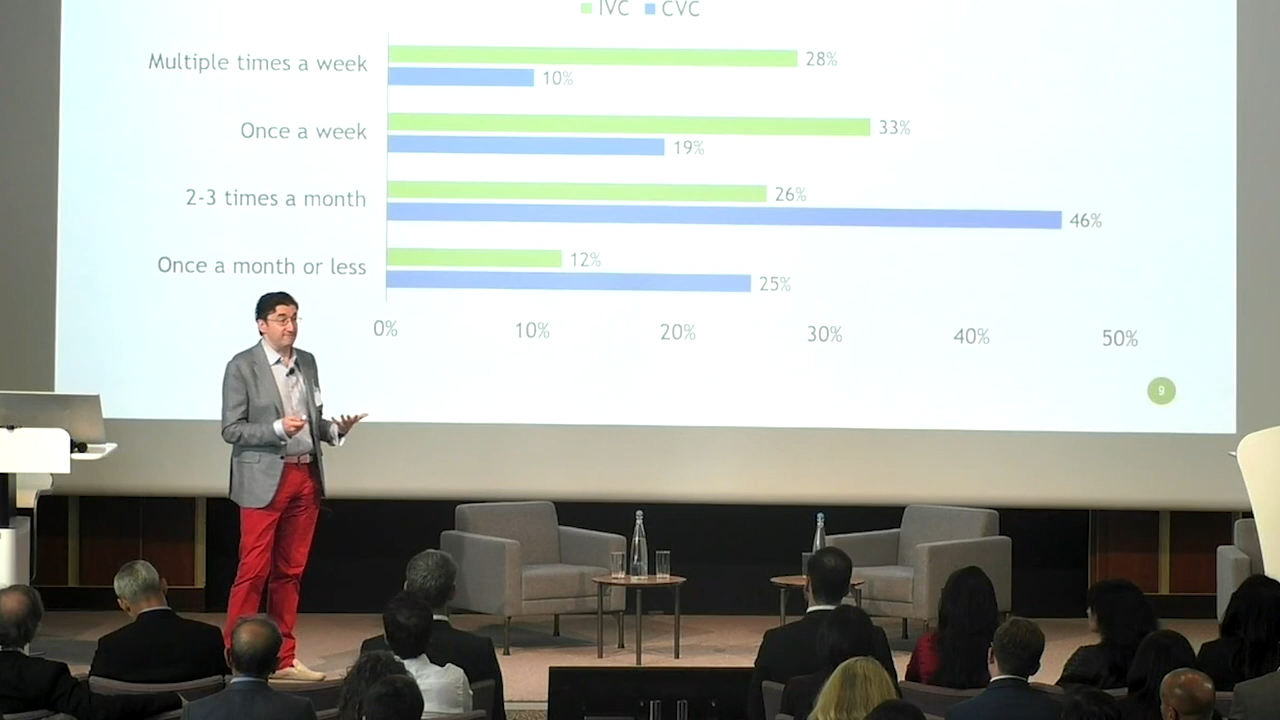 IVC CVC
Multiple times a week 28%
10%
Once a week 33%
19%
2-3 times a month 26%
46%
Once a month or less 12%
25%
0% 10% 20% 30% 40% 50%
9